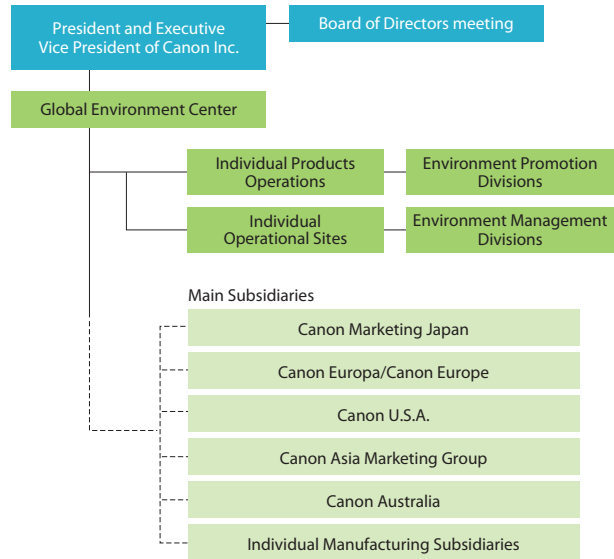 President and Executive
Vice President of Canon Inc.
Board of Directors meeting
Global Environment Center
Individual Products
Operations
Environment Promotion
Divisions
Individual
Operational Sites
Environment Management
Divisions
Main Subsidiaries
Canon Marketing Japan
Canon Europa/Canon Europe
Canon U.S.A.
Canon Asia Marketing Group
Canon Australia
Individual Manufacturing Subsidiaries